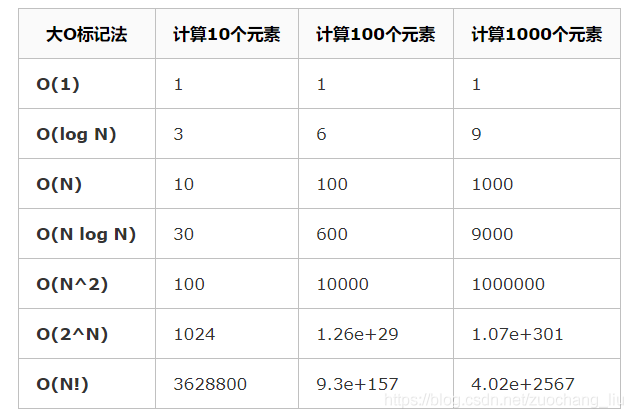 大O标记法 计算10个元素 计算100个元素 计算1000个元素
O(1) 1 1 1
O(log N) 3 6 9
O(N) 10 100 1000
O(N log N) 30 600 9000
O(N^2) 100 10000 1000000
O(2^N) 1024 1.26e+29 1.07e+301
O(N!) 3628800 9.3e+157 4.02e+2567
https://blog.csdn.net/zuochang_liu